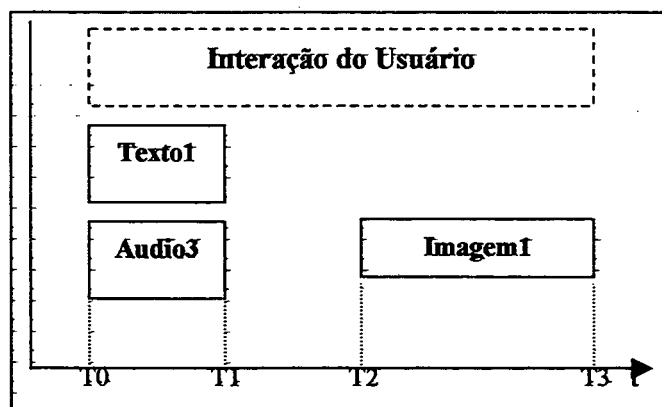 Interação do Usuário
Texto1
Audio3 Imagem1
T0 T1 T2 T3 t